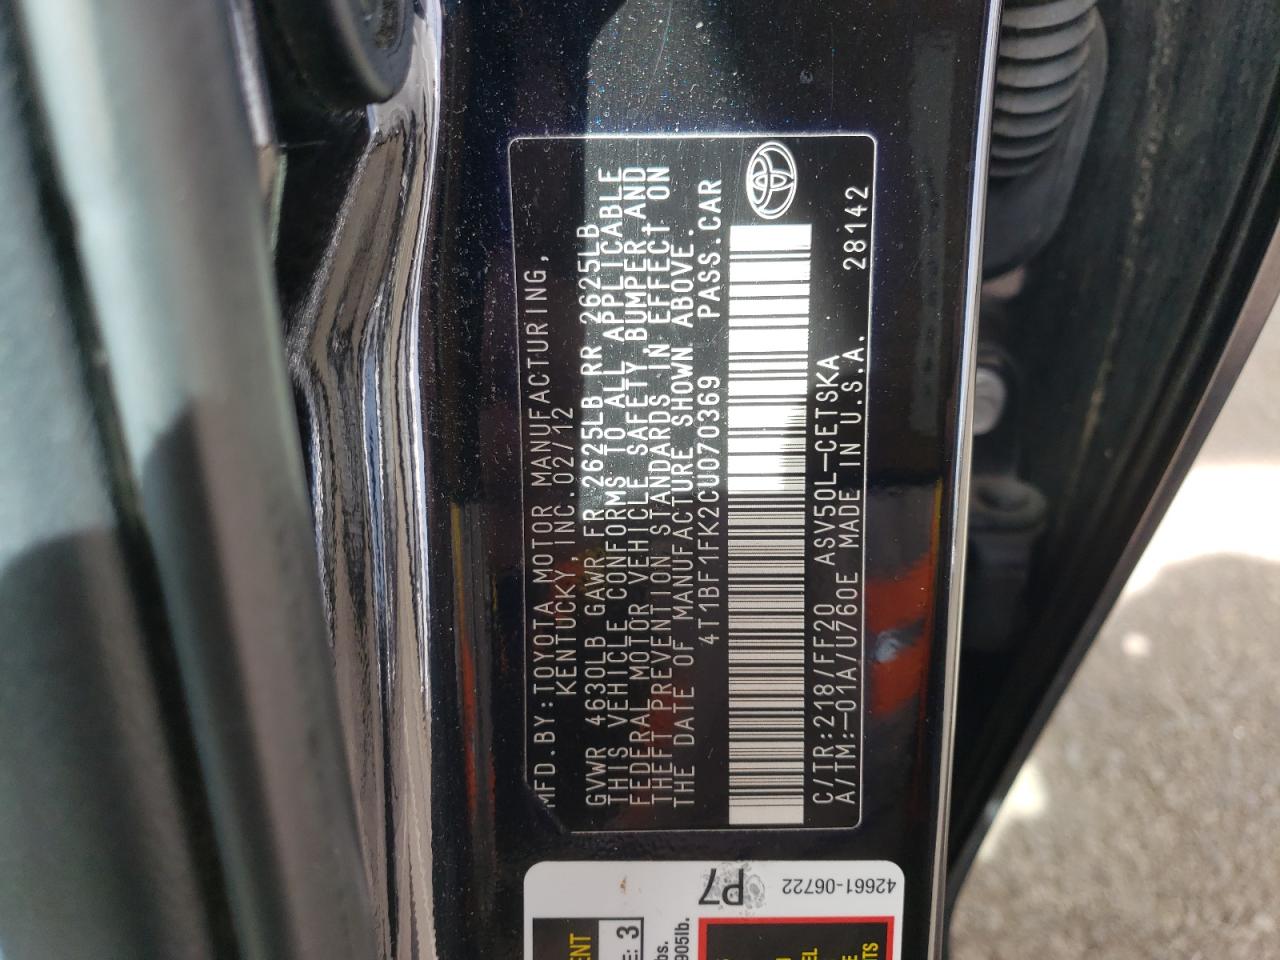 MFD.BY:TOYOTA MOTOR MANUFACTURING,
KENTUCKY, INC.02/12
GVWR 4630LB GAWR FR 2625LB RR 2625LB
THIS VEHICLE CONFORMS TO ALL APPLICABLE
FEDERAL MOTOR VEHICLE SAFETY BUMPER AND
THEFT PREVENTION STANDARDS IN EFFECT ON
THE DATE OF MANUFACTURE SHOWN ABOVE.
4T1BF1FK2CU070369 PASS.CAR
C/TR:218/FF20 ASV50L-CETSKA
A/TM:-01A/U760E MADE IN U.S.A. 28142
42661-06722
P7
905lb.
3